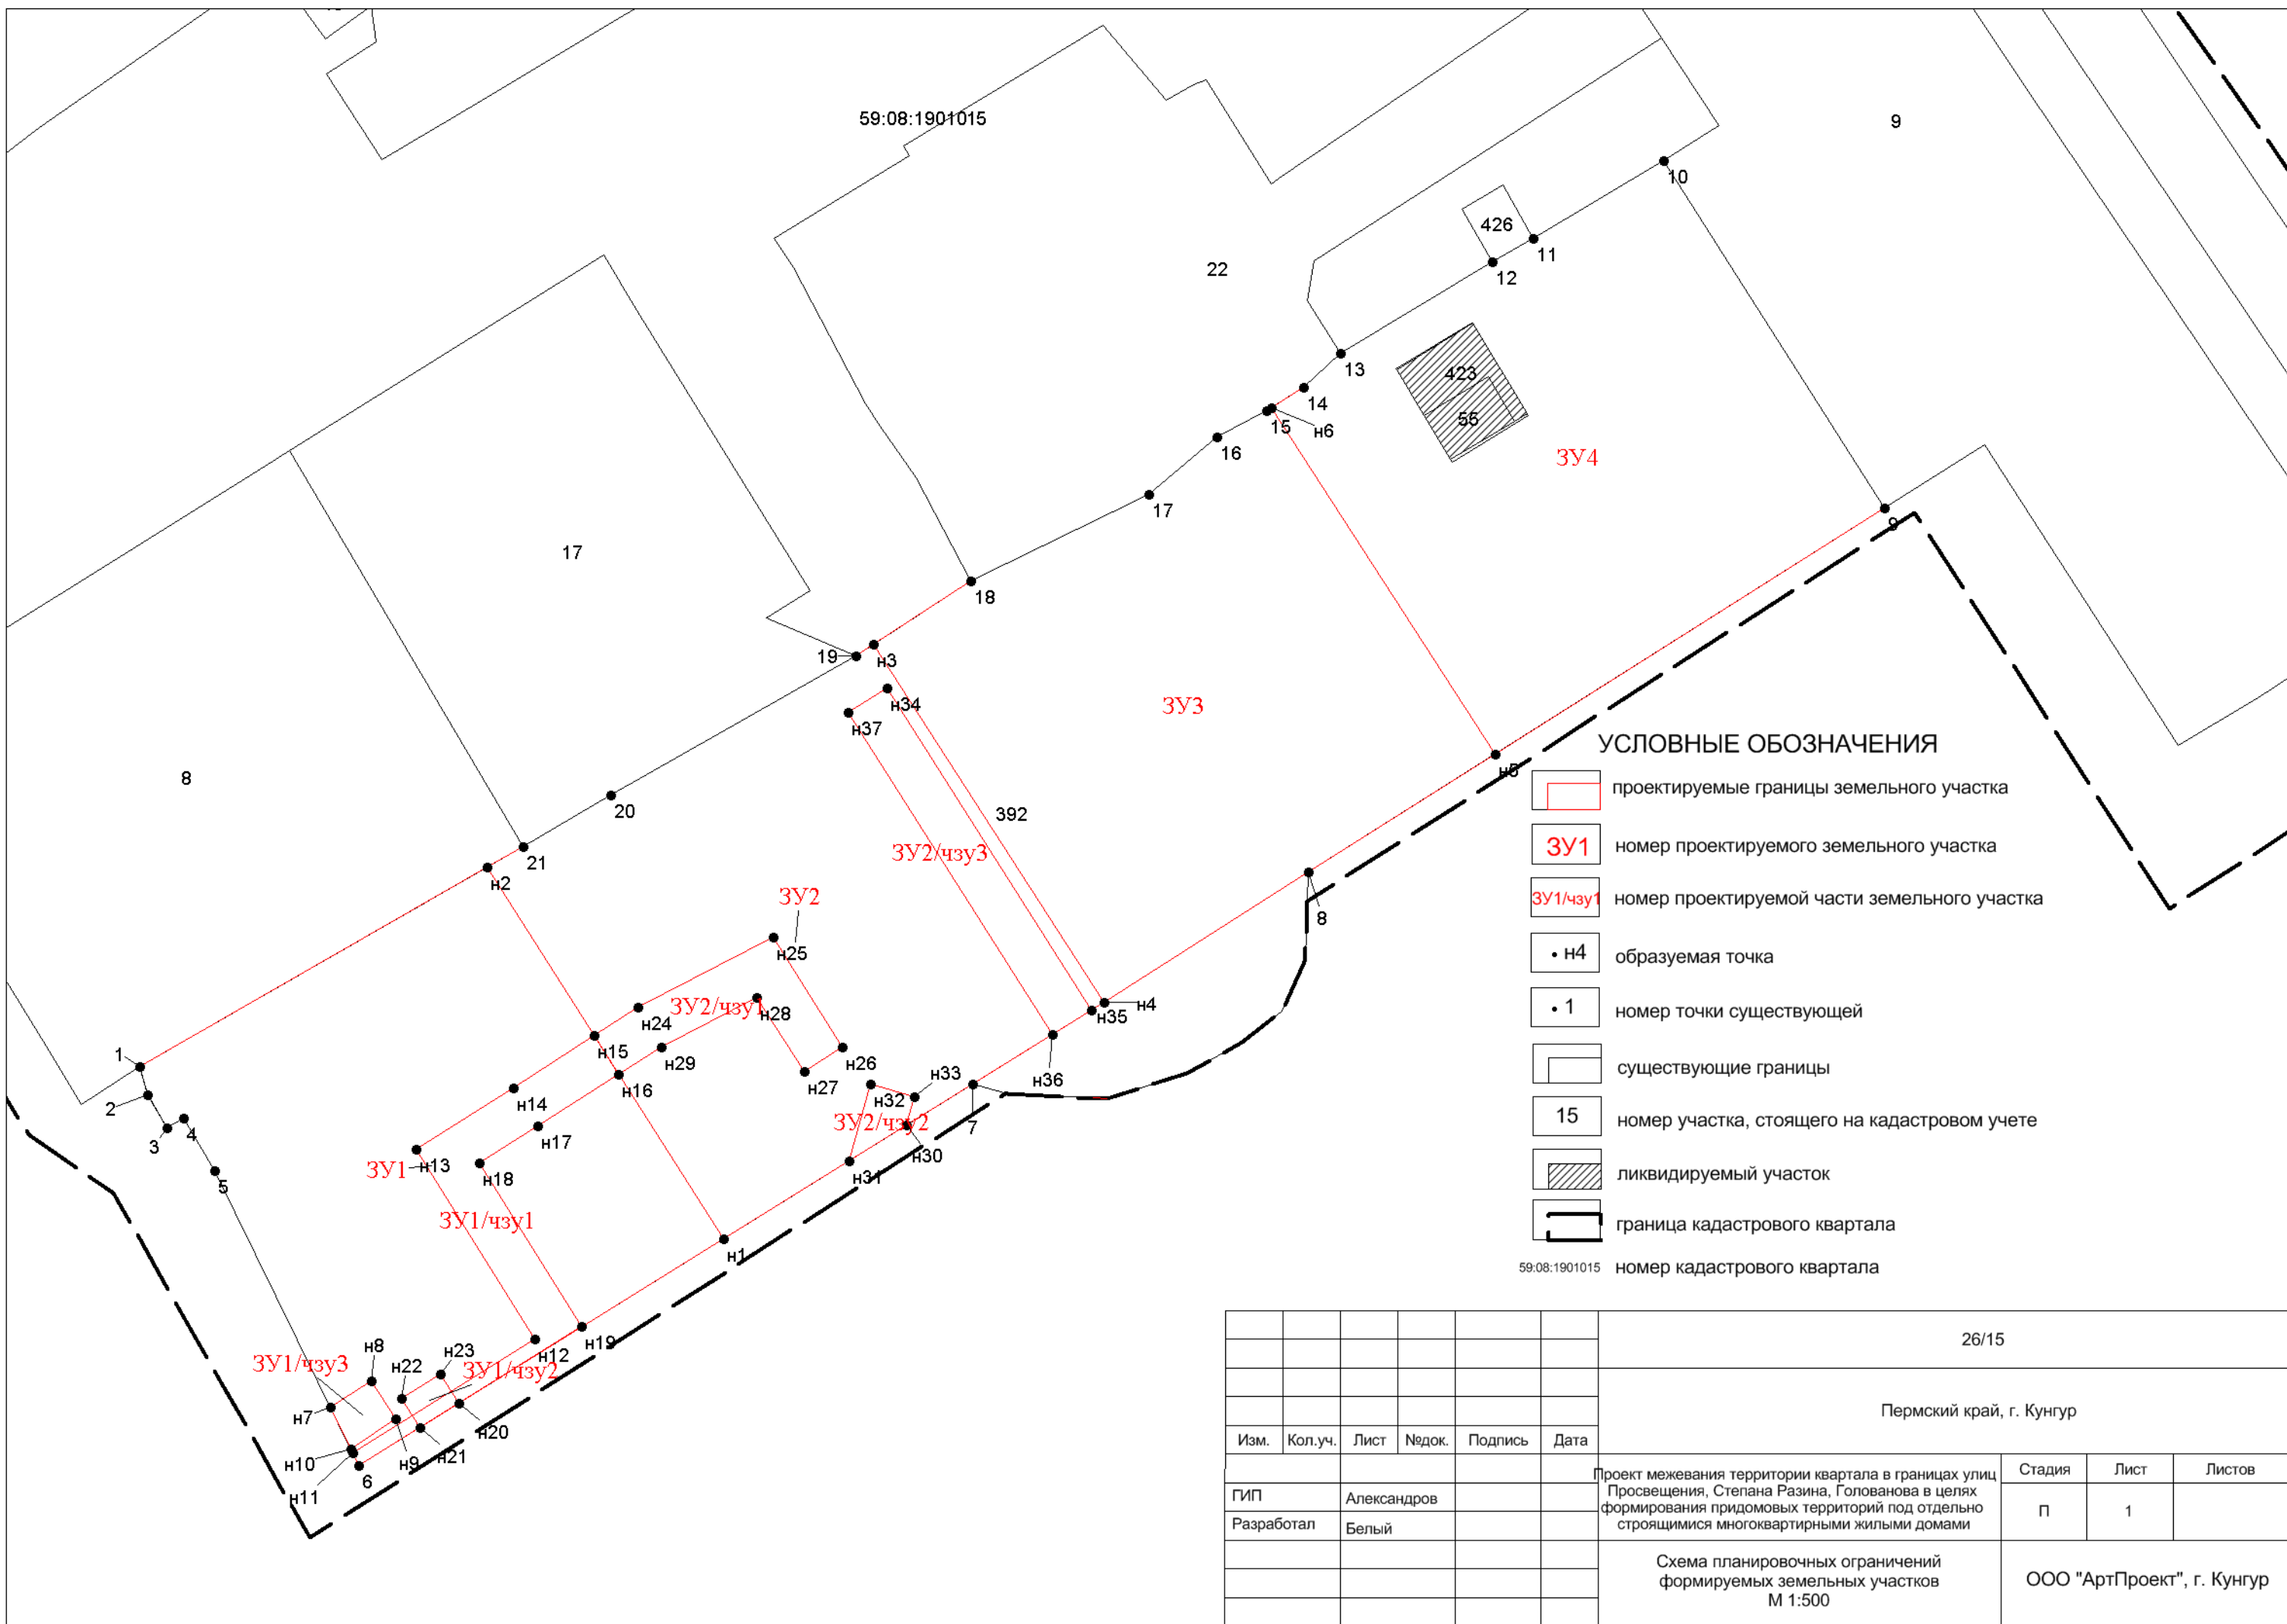 59:08:1901015
9
10
426
11
12
22
13
423
14
55
15
н6
16
ЗУ4
17
9
17
18
19
н3
н34
ЗУ3
н37
УСЛОВНЫЕ ОБОЗНАЧЕНИЯ
н5
8
проектируемые границы земельного участка
20
392
ЗУ1 номер проектируемого земельного участка
ЗУ2/чзу3
21
н2
ЗУ2
ЗУ1/чзу1 номер проектируемой части земельного участка
8
н25
• н4 образуемая точка
ЗУ2/чзу1
н28
н4
н24
н35
• 1 номер точки существующей
1
н15
н29
н26
н36
н16
н27
существующие границы
2
н14
н33
н32
15 номер участка, стоящего на кадастровом учете
3
4
ЗУ2/чзу2
7
н17
н30
ЗУ1
н13
н18
н31
ликвидируемый участок
5
ЗУ1/чзу1
граница кадастрового квартала
н1
59:08:1901015 номер кадастрового квартала
н19
н8
н12
ЗУ1/чзу3
н22
н23
ЗУ1/чзу2
н7
н20
н10
н9
н21
6
н11
26/15
Пермский край, г. Кунгур
Изм. Кол.уч. Лист №док. Подпись Дата
Проект межевания территории квартала в границах улиц
Просвещения, Степана Разина, Голованова в целях
формирования придомовых территорий под отдельно
строящимися многоквартирными жилыми домами
Стадия Лист Листов
П 1
ГИП Александров
Разработал Белый
Схема планировочных ограничений
формируемых земельных участков
М 1:500
ООО "АртПроект", г. Кунгур